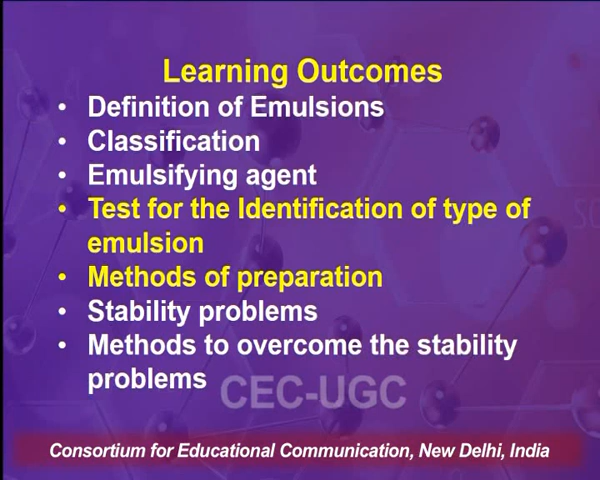 Learning Outcomes
• Definition of Emulsions
• Classification
• Emulsifying agent
• Test for the Identification of type of
emulsion
• Methods of preparation
• Stability problems
• Methods to overcome the stability
problems
CEC-UGC
Consortium for Educational Communication, New Delhi, India